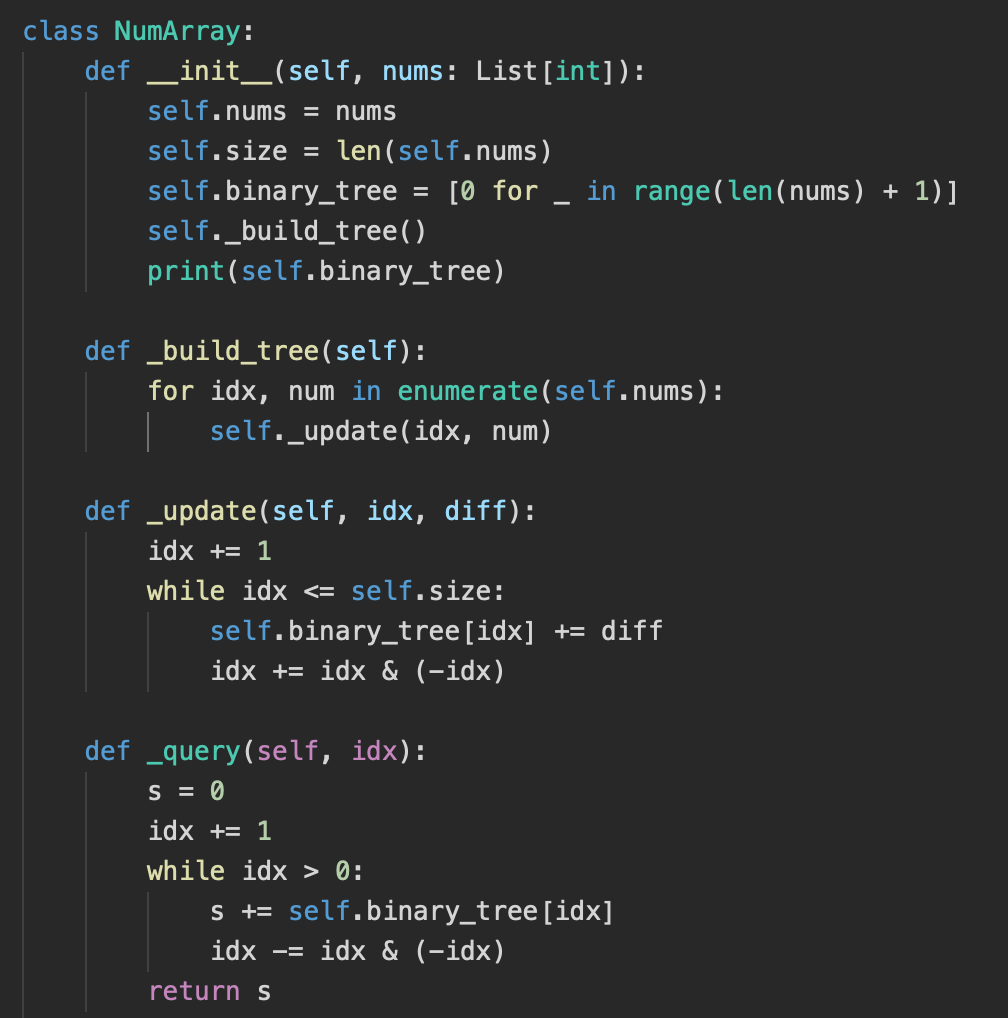 class NumArray:
    def __init__(self, nums: List[int]):
        self.nums = nums
        self.size = len(self.nums)
        self.binary_tree = [0 for _ in range(len(nums) + 1)]
        self._build_tree()
        print(self.binary_tree)

    def _build_tree(self):
        for idx, num in enumerate(self.nums):
            self._update(idx, num)

    def _update(self, idx, diff):
        idx += 1
        while idx <= self.size:
            self.binary_tree[idx] += diff
            idx += idx & (-idx)

    def _query(self, idx):
        s = 0
        idx += 1
        while idx > 0:
            s += self.binary_tree[idx]
            idx -= idx & (-idx)
        return s